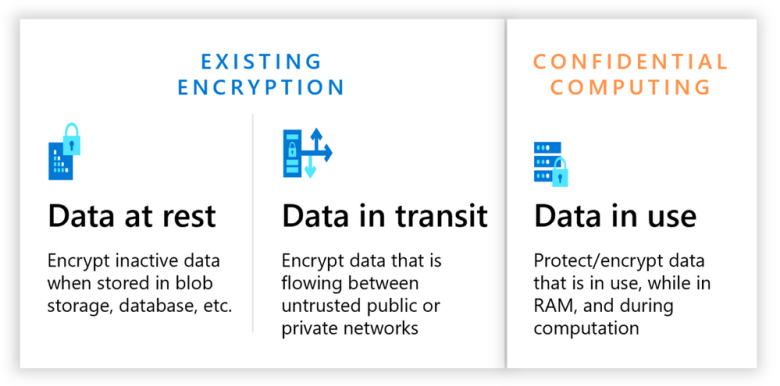 EXISTING
ENCRYPTION
Data at rest
Encrypt inactive data
when stored in blob
storage, database, etc.
Data in transit
Encrypt data that is
flowing between
untrusted public or
private networks
CONFIDENTIAL
COMPUTING
Data in use
Protect/encrypt data
that is in use, while in
RAM, and during
computation